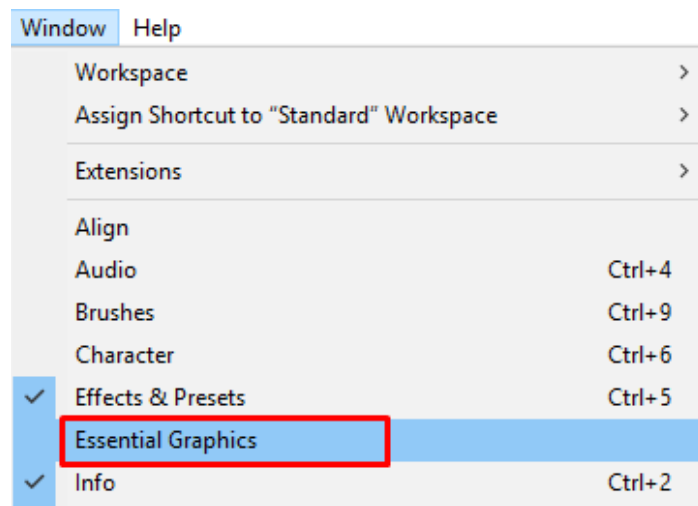 Window Help
Workspace
Assign Shortcut to “Standard” Workspace
Extensions
Align
Audio Ctrl+4
Brushes Ctrl+9
Character Ctrl+6
Effects & Presets Ctrl+5
Essential Graphics
Info Ctrl+2